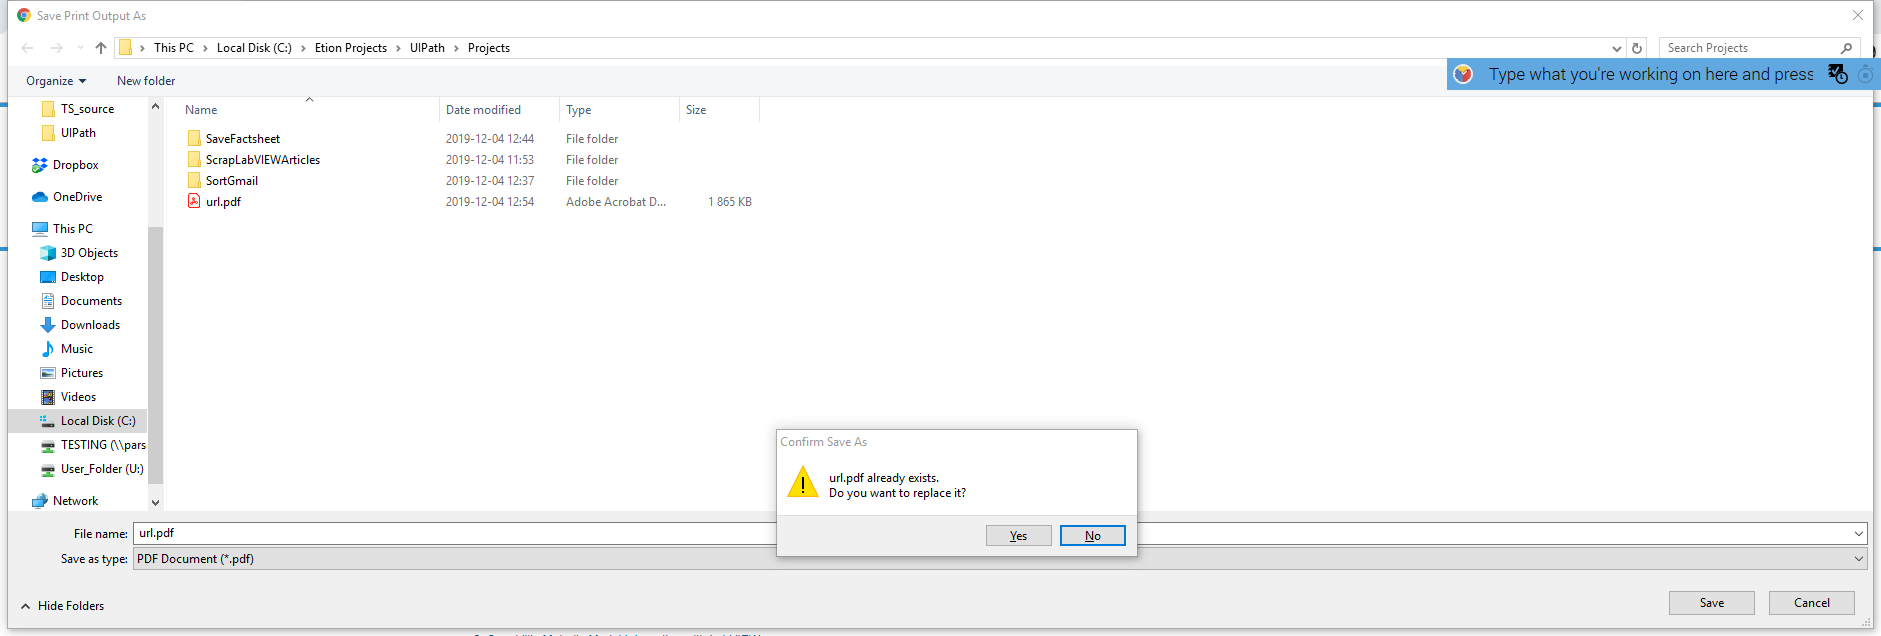 Save Print Output As
This PC > Local Disk (C:) > Etion Projects > UIPath > Projects
Search Projects
Organize
New folder
Type what you're working on here and press
Name
Date modified
Type
Size
TS_source
UIPath
Dropbox
OneDrive
This PC
3D Objects
Desktop
Documents
Downloads
Music
Pictures
Videos
Local Disk (C:)
TESTING (\\pars
User_Folder (U:)
Network
SaveFactsheet 2019-12-04 12:44 File folder
ScrapLabVIEWArticles 2019-12-04 11:53 File folder
SortGmail 2019-12-04 12:37 File folder
url.pdf 2019-12-04 12:54 Adobe Acrobat D... 1 865 KB
Confirm Save As
url.pdf already exists.
Do you want to replace it?
Yes
No
File name: url.pdf
Save as type: PDF Document (*.pdf)
Hide Folders
Save
Cancel